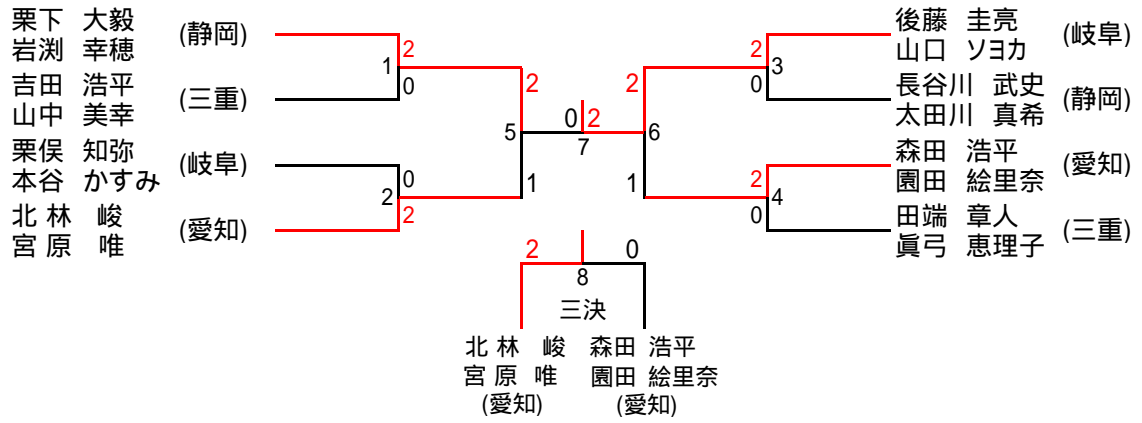 栗下 大毅
岩渕 幸穂
(静岡)
吉田 浩平
山中 美幸
(三重)
栗俣 知弥
本谷 かすみ
(岐阜)
北 林 峻
宮 原 唯
(愛知)
1
2
0
2
0
2
5
2
1
0
2
7
後藤 圭亮
山口 ソヨカ
(岐阜)
長谷川 武史
太田川 真希
(静岡)
森田 浩平
園田 絵里奈
(愛知)
田端 章人
眞弓 恵理子
(三重)
2
0
3
2
0
4
2
1
6
2
0
8
三決
北 林 峻
宮 原 唯
(愛知)
森田 浩平
園田 絵里奈
(愛知)